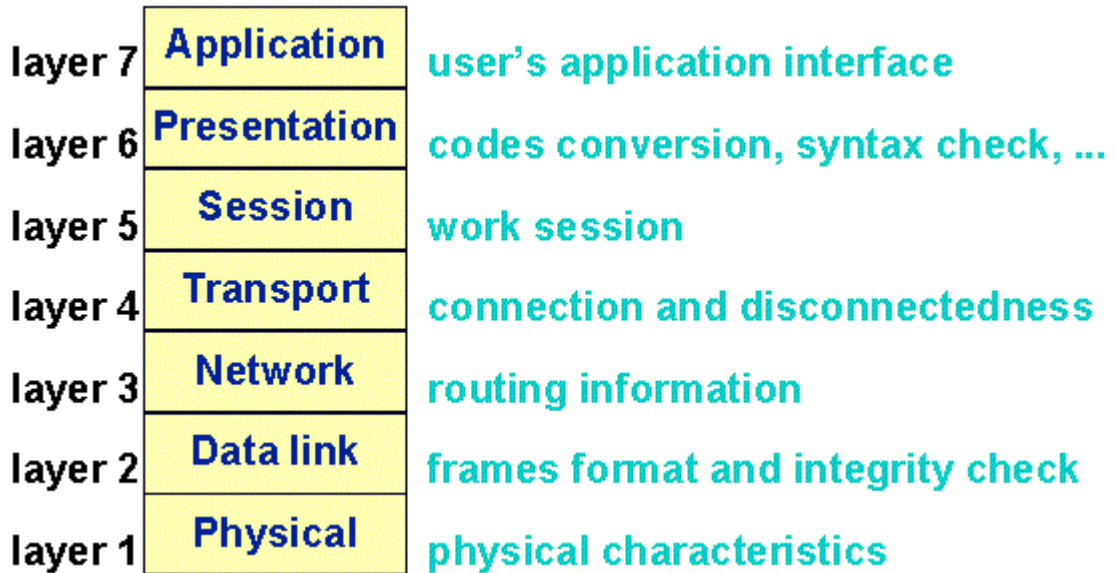 layer 7 Application user’s application interface
layer 6 Presentation codes conversion, syntax check, ...
layer 5 Session work session
layer 4 Transport connection and disconnectedness
layer 3 Network routing information
layer 2 Data link frames format and integrity check
layer 1 Physical physical characteristics